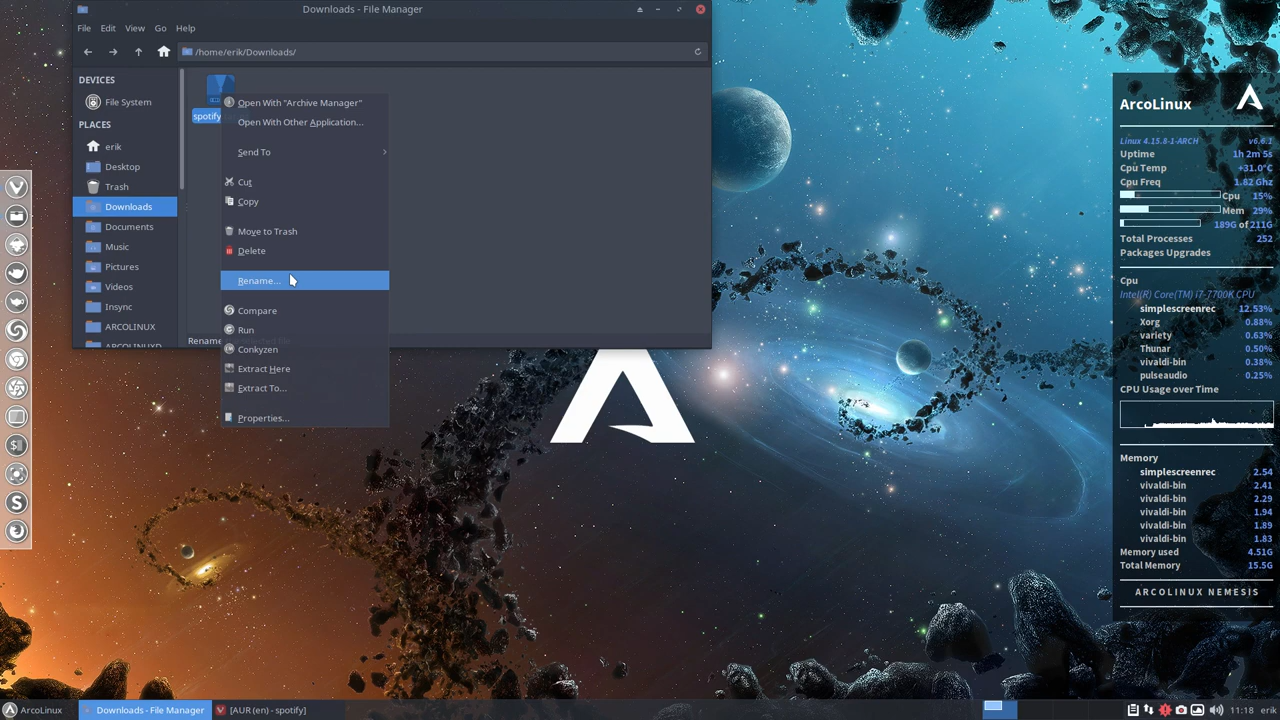 Downloads - File Manager
File Edit View Go Help
/home/erik/Downloads/
DEVICES
File System
PLACES
erik
Desktop
Trash
Downloads
Documents
Music
Pictures
Videos
Insync
ARCOLINUX
ARCOLINUXD
spotify
Open With "Archive Manager"
Open With Other Application...
Send To
Cut
Copy
Move to Trash
Delete
Rename...
Compare
Run
Conkyzen
Extract Here
Extract To...
Properties...
ArcoLinux
Linux 4.15.8-1-ARCH v6.6.1
Uptime 1h 2m 5s
Cpu Temp +31.0°C
Cpu Freq 1.82 Ghz
Cpu 15%
Mem 29%
189G of 211G
Total Processes 252
Packages Upgrades
Cpu
Intel(R) Core(TM) i7-7700K CPU
simplescreenrec 12.53%
Xorg 0.88%
variety 0.63%
Thunar 0.50%
vivaldi-bin 0.38%
pulseaudio 0.25%
CPU Usage over Time
Memory
simplescreenrec 2.54
vivaldi-bin 2.41
vivaldi-bin 2.29
vivaldi-bin 1.94
vivaldi-bin 1.89
vivaldi-bin 1.83
Memory used 4.51G
Total Memory 15.5G
ARCOLINUX NEMESIS
ArcoLinux
Downloads - File Manager
[AUR (en) - spotify]
11:18 erik